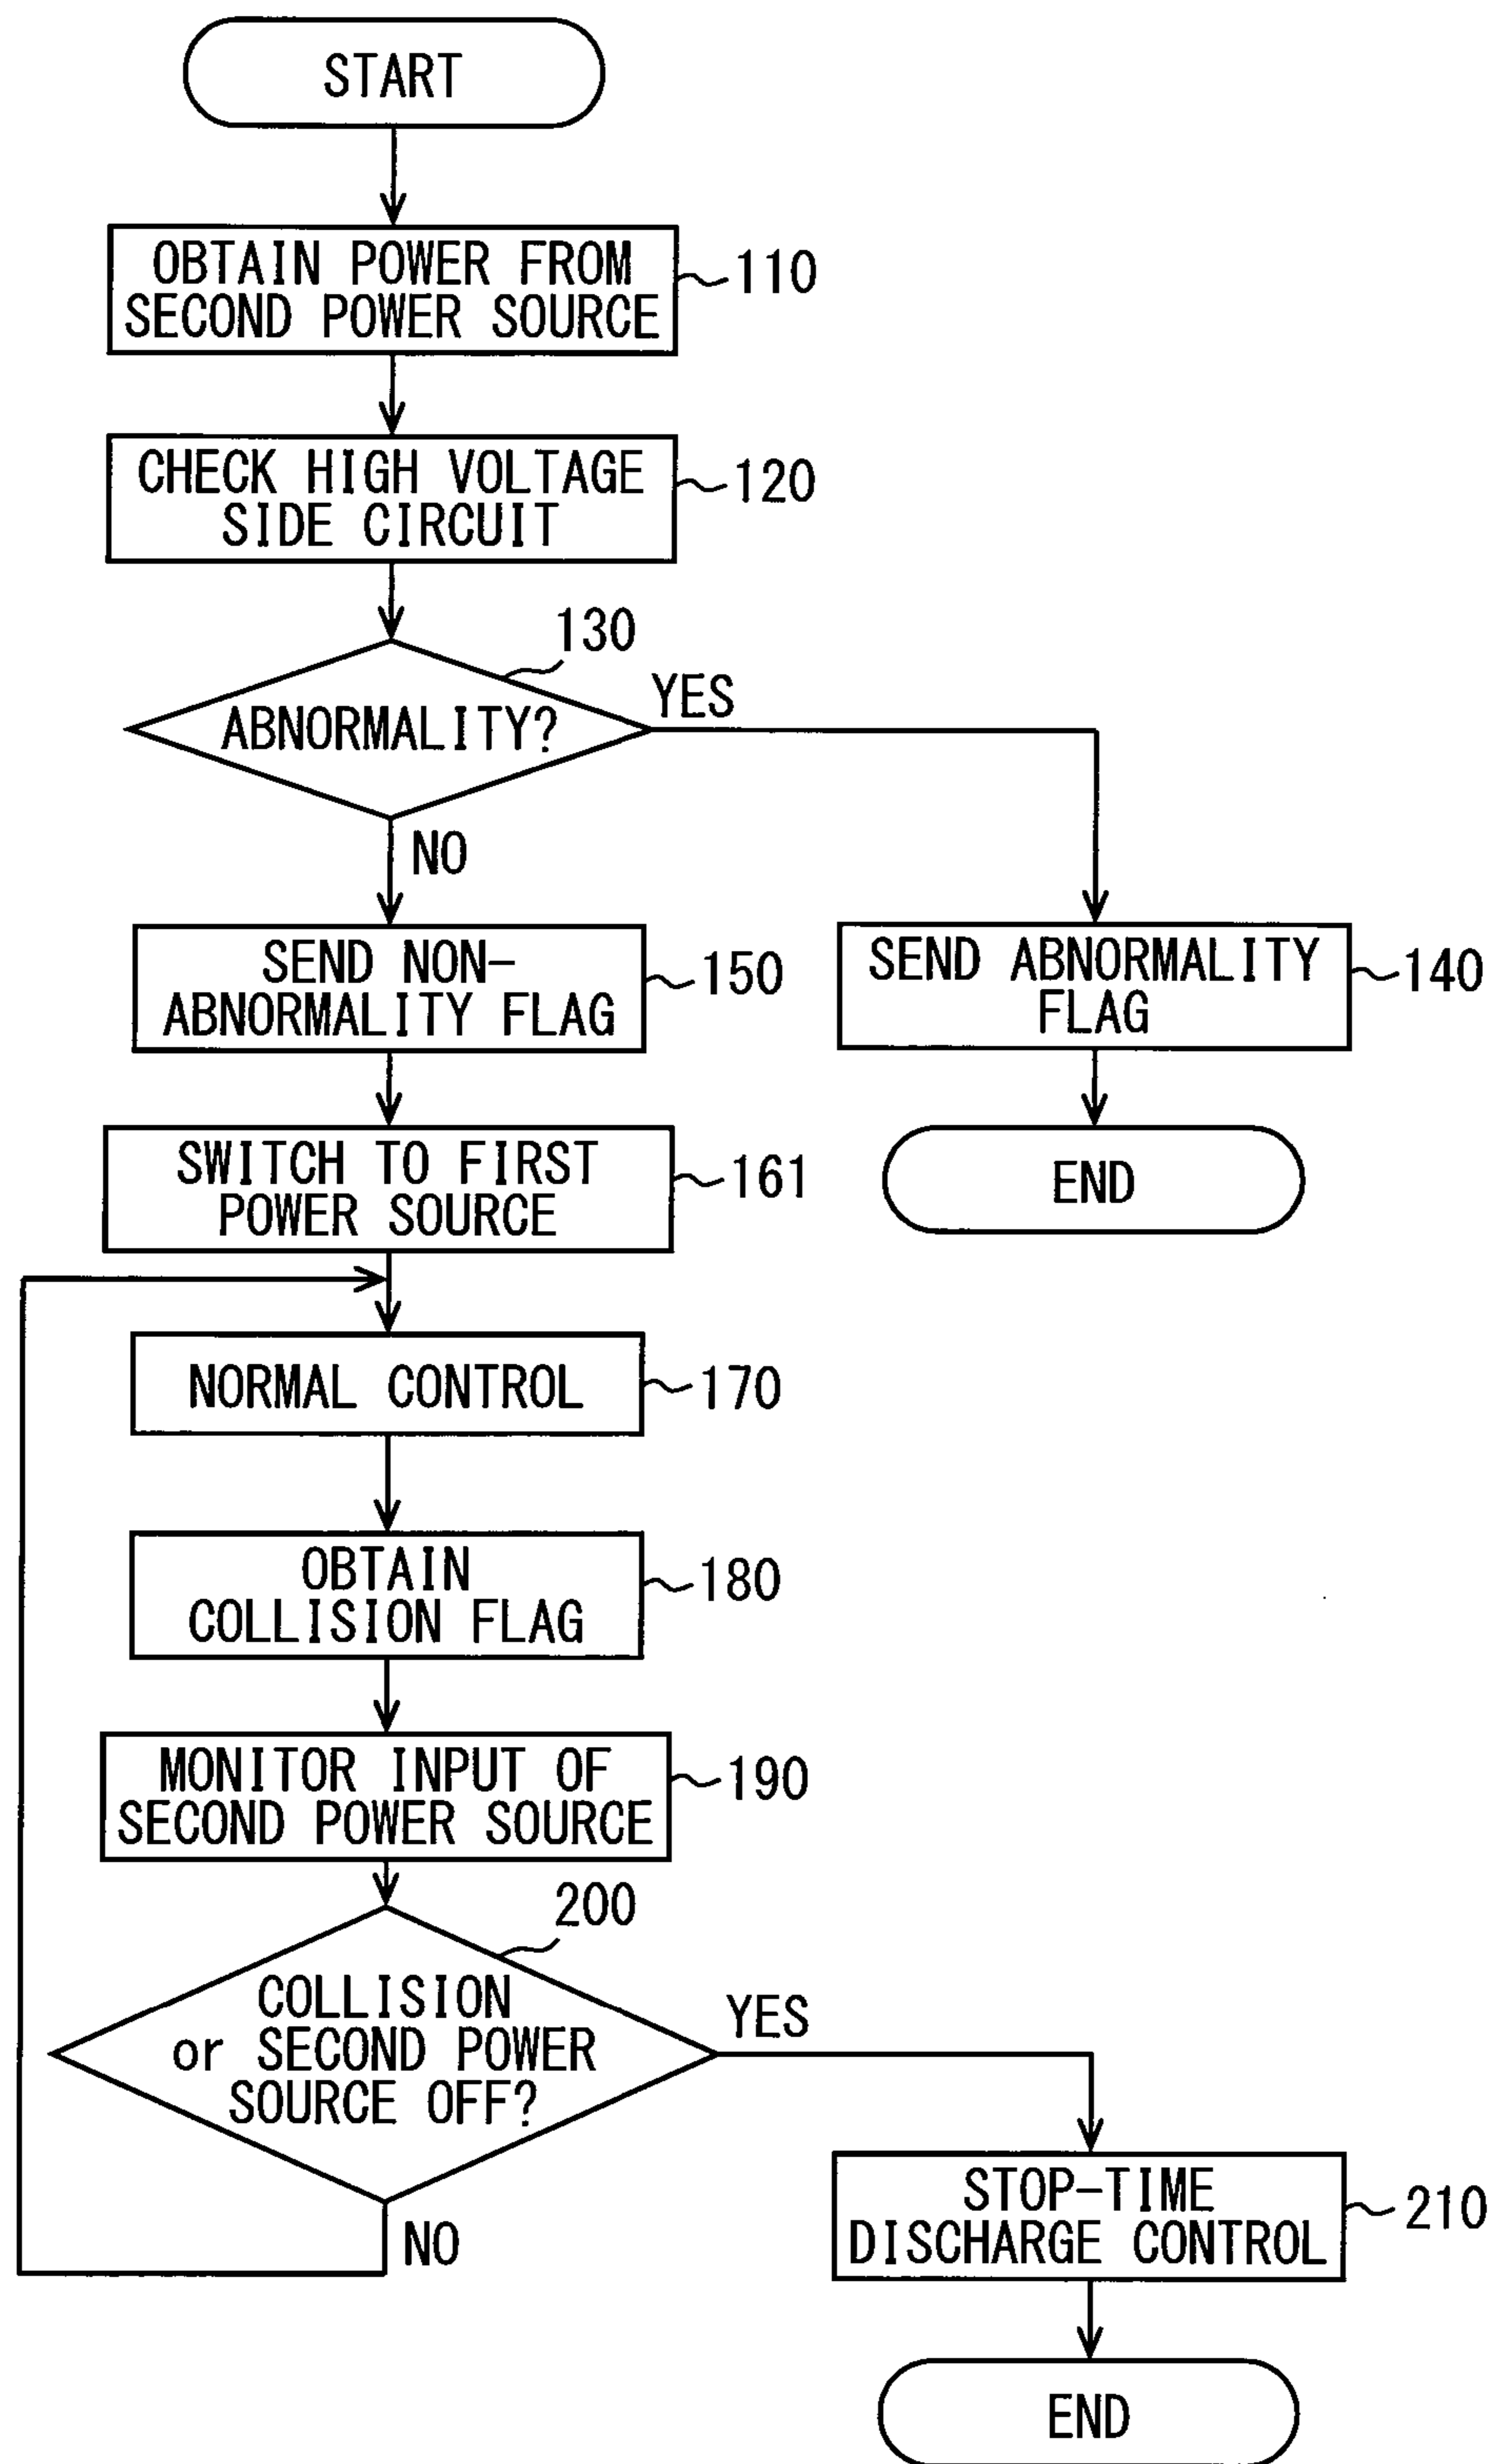 START
OBTAIN POWER FROM
SECOND POWER SOURCE
110
CHECK HIGH VOLTAGE
SIDE CIRCUIT
120
130
ABNORMALITY?
YES
NO
SEND NON-
ABNORMALITY FLAG
150
SEND ABNORMALITY
FLAG
140
SWITCH TO FIRST
POWER SOURCE
161
END
NORMAL CONTROL
170
OBTAIN
COLLISION FLAG
180
MONITOR INPUT OF
SECOND POWER SOURCE
190
200
COLLISION
or SECOND POWER
SOURCE OFF?
YES
NO
STOP-TIME
DISCHARGE CONTROL
210
END